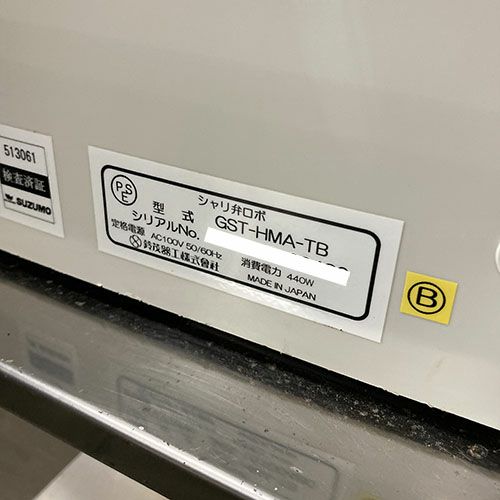 513061
検査済証
SUZUMO
PSE
シャリ弁ロボ
型 式 GST-HMA-TB
シリアルNo.
定格電源 AC100V 50/60Hz 消費電力 440W
鈴茂器工株式会社 MADE IN JAPAN
B